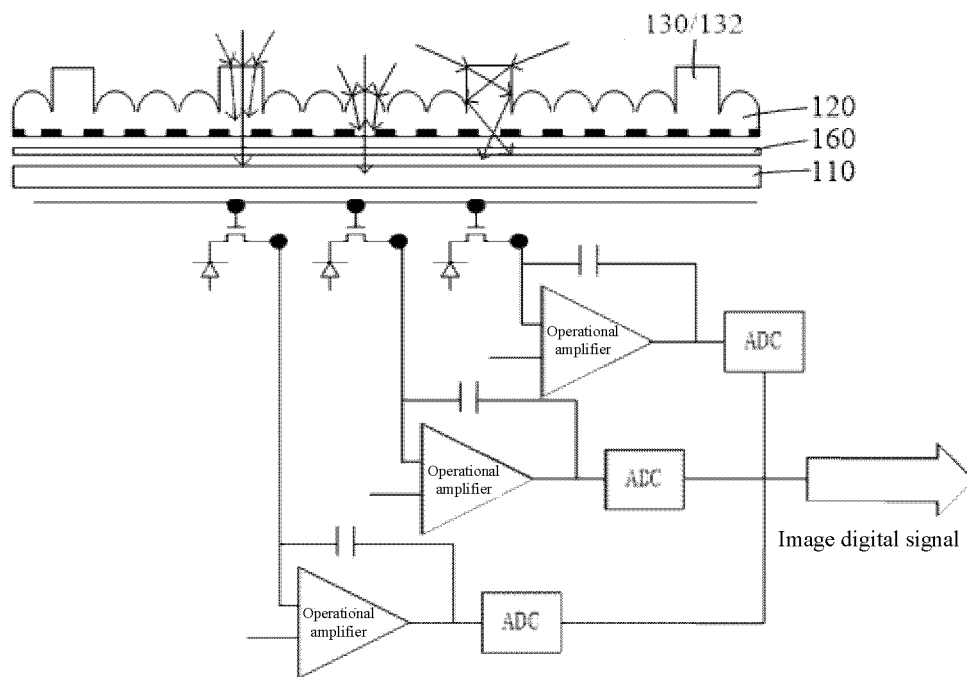 130/132
120
160
110
Operational
amplifier
ADC
Operational
amplifier
ADC
Image digital signal
Operational
amplifier
ADC